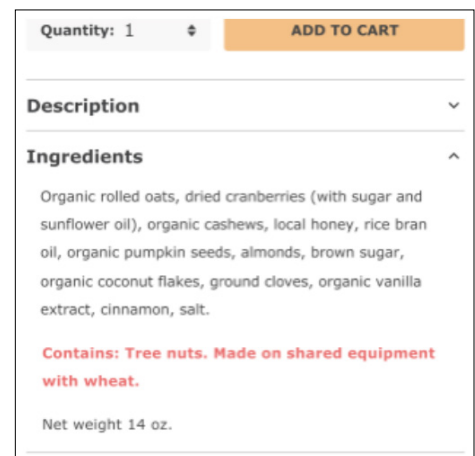 Quantity: 1 ADD TO CART
Description
Ingredients
Organic rolled oats, dried cranberries (with sugar and
sunflower oil), organic cashews, local honey, rice bran
oil, organic pumpkin seeds, almonds, brown sugar,
organic coconut flakes, ground cloves, organic vanilla
extract, cinnamon, salt.
Contains: Tree nuts. Made on shared equipment
with wheat.
Net weight 14 oz.